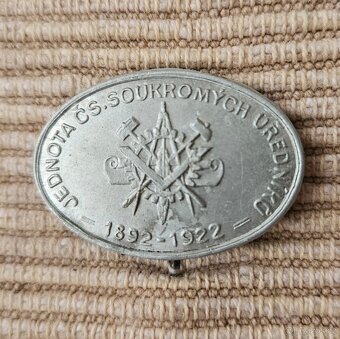 JEDNOTA ČS. SOUKROMÝCH ÚŘEDNÍKŮ
1892-1922